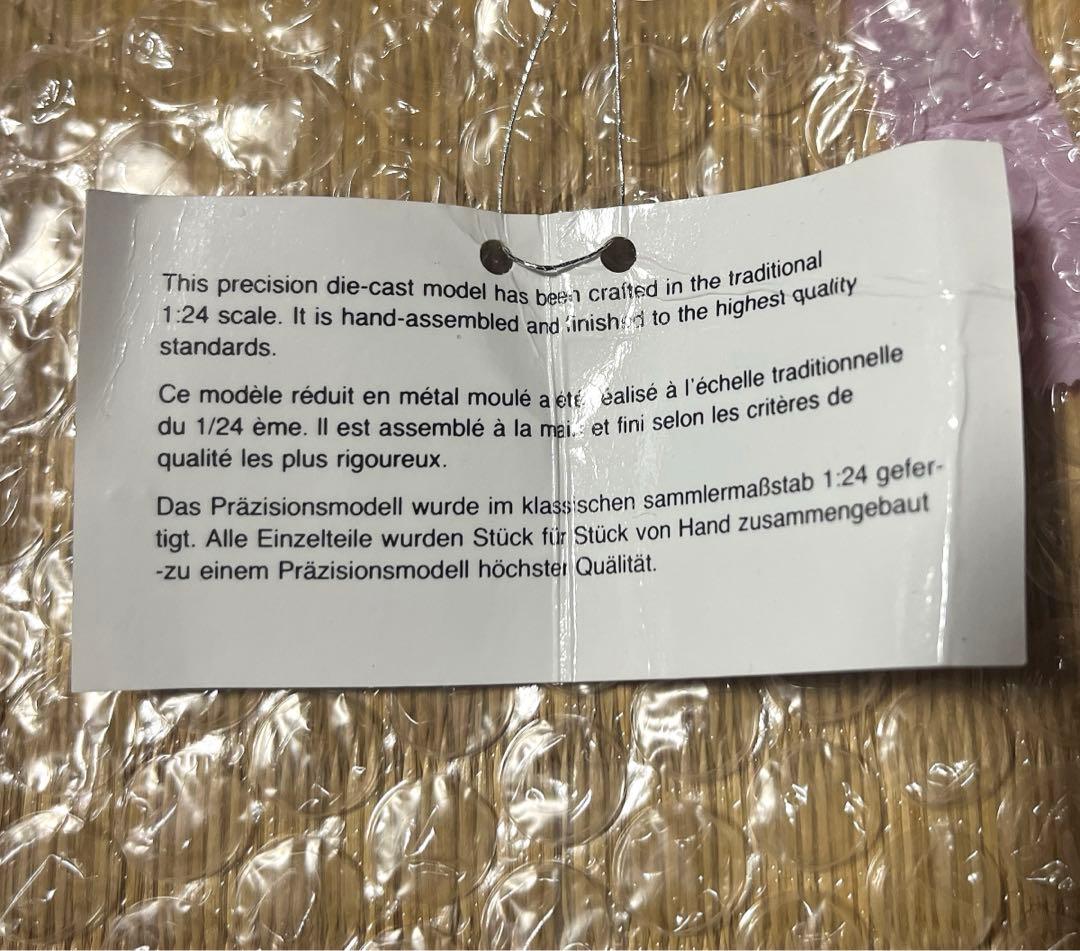 This precision die-cast model has been crafted in the traditional
1:24 scale. It is hand-assembled and finished to the highest quality
standards.
Ce modèle réduit en métal moulé a été réalisé à l'échelle traditionnelle
du 1/24 ème. Il est assemblé à la main et fini selon les critères de
qualité les plus rigoureux.
Das Präzisionsmodell wurde im klassischen sammlermaßstab 1:24 gefer-
tigt. Alle Einzelteile wurden Stück für Stück von Hand zusammengebaut
-zu einem Präzisionsmodell höchster Quälität.